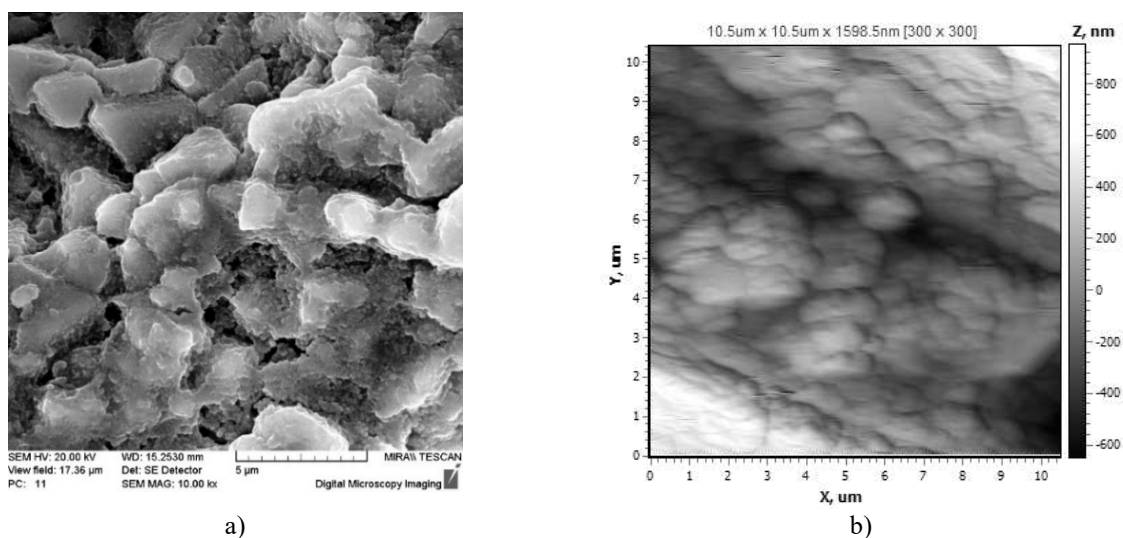 SEM HV: 20.00 kV WD: 15.2530 mm MIRA\\ TESCAN
View field: 17.36 µm Det: SE Detector 5 µm
PC: 11 SEM MAG: 10.00 kx Digital Microscopy Imaging
a)
10.5um x 10.5um x 1598.5nm [300 x 300]
Z, nm
10
9
8
7
6
5
4
3
2
1
0
Y, um
0 1 2 3 4 5 6 7 8 9 10
X, um
800
600
400
200
0
-200
-400
-600
b)